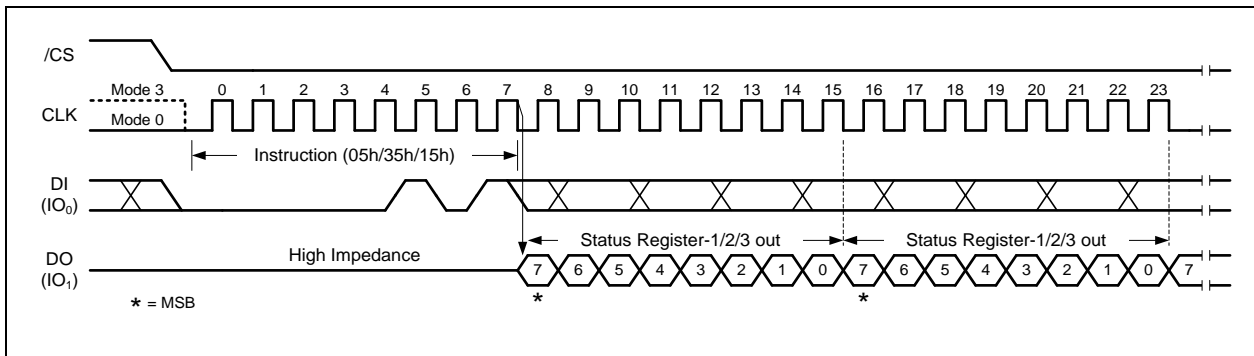 /CS
Mode 3
0 1 2 3 4 5 6 7 8 9 10 11 12 13 14 15 16 17 18 19 20 21 22 23
CLK
Mode 0
Instruction (05h/35h/15h)
DI
(IO0)
Status Register-1/2/3 out Status Register-1/2/3 out
High Impedance
DO
(IO1)
7 6 5 4 3 2 1 0 7 6 5 4 3 2 1 0 7
* *
* = MSB